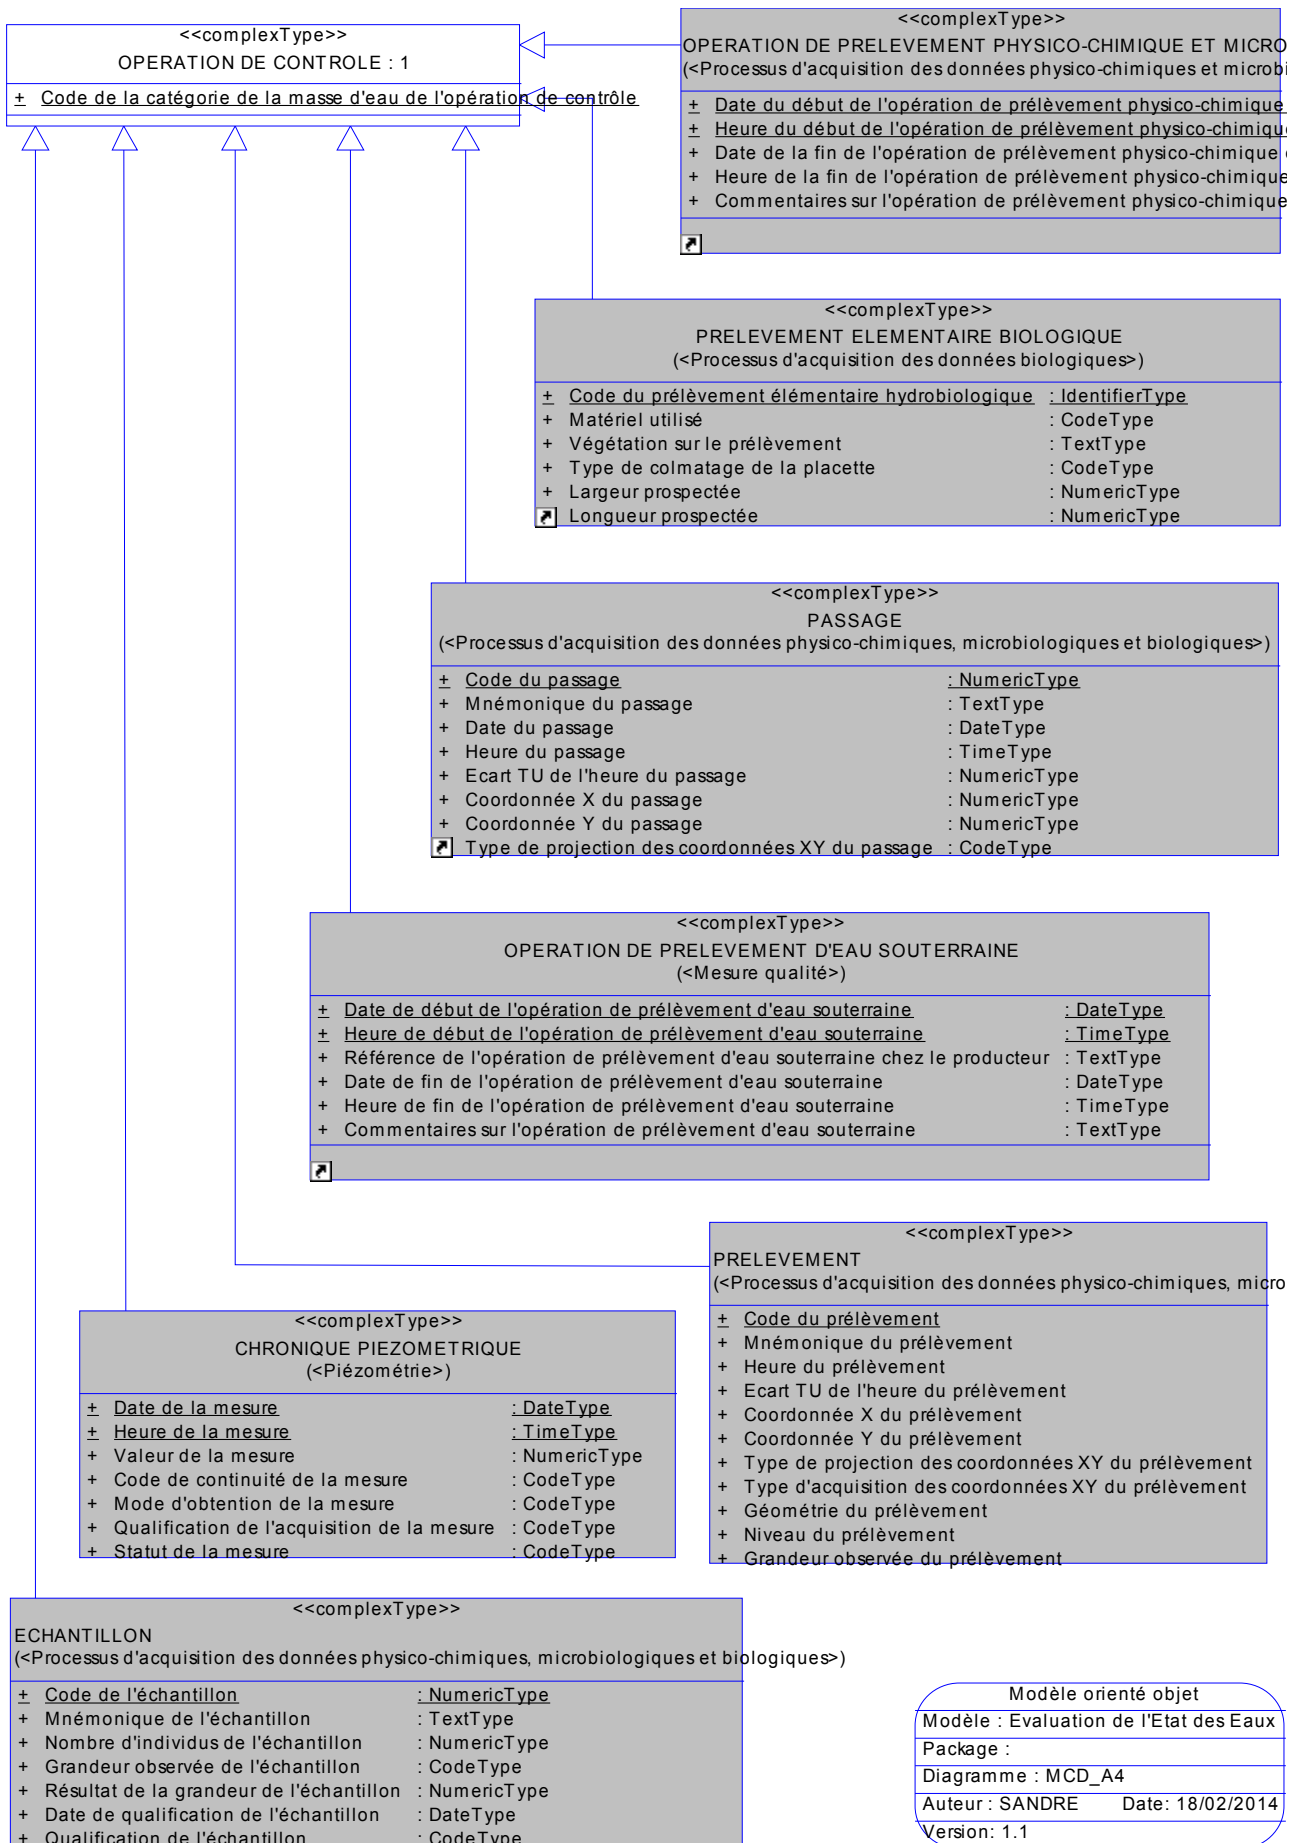 <<complexType>>
OPERATION DE CONTROLE : 1
+ Code de la catégorie de la masse d'eau de l'opération de contrôle
<<complexType>>
OPERATION DE PRELEVEMENT PHYSICO-CHIMIQUE ET MICRO
(<Processus d'acquisition des données physico-chimiques et microbi
+ Date du début de l'opération de prélèvement physico-chimique
+ Heure du début de l'opération de prélèvement physico-chimique
+ Date de la fin de l'opération de prélèvement physico-chimique
+ Heure de la fin de l'opération de prélèvement physico-chimique
+ Commentaires sur l'opération de prélèvement physico-chimique
<<complexType>>
PRELEVEMENT ELEMENTAIRE BIOLOGIQUE
(<Processus d'acquisition des données biologiques>)
+ Code du prélèvement élémentaire hydrobiologique : IdentifierType
+ Matériel utilisé : CodeType
+ Végétation sur le prélèvement : TextType
+ Type de colmatage de la placette : CodeType
+ Largeur prospectée : NumericType
Longueur prospectée : NumericType
<<complexType>>
PASSAGE
(<Processus d'acquisition des données physico-chimiques, microbiologiques et biologiques>)
+ Code du passage : NumericType
+ Mnémonique du passage : TextType
+ Date du passage : DateType
+ Heure du passage : TimeType
+ Ecart TU de l'heure du passage : NumericType
+ Coordonnée X du passage : NumericType
+ Coordonnée Y du passage : NumericType
Type de projection des coordonnées XY du passage : CodeType
<<complexType>>
OPERATION DE PRELEVEMENT D'EAU SOUTERRAINE
(<Mesure qualité>)
+ Date de début de l'opération de prélèvement d'eau souterraine : DateType
+ Heure de début de l'opération de prélèvement d'eau souterraine : TimeType
+ Référence de l'opération de prélèvement d'eau souterraine chez le producteur : TextType
+ Date de fin de l'opération de prélèvement d'eau souterraine : DateType
+ Heure de fin de l'opération de prélèvement d'eau souterraine : TimeType
+ Commentaires sur l'opération de prélèvement d'eau souterraine : TextType
<<complexType>>
PRELEVEMENT
(<Processus d'acquisition des données physico-chimiques, micro
+ Code du prélèvement
+ Mnémonique du prélèvement
+ Heure du prélèvement
+ Ecart TU de l'heure du prélèvement
+ Coordonnée X du prélèvement
+ Coordonnée Y du prélèvement
+ Type de projection des coordonnées XY du prélèvement
+ Type d'acquisition des coordonnées XY du prélèvement
+ Géométrie du prélèvement
+ Niveau du prélèvement
+ Grandeur observée du prélèvement
<<complexType>>
CHRONIQUE PIEZOMETRIQUE
(<Piézométrie>)
+ Date de la mesure : DateType
+ Heure de la mesure : TimeType
+ Valeur de la mesure : NumericType
+ Code de continuité de la mesure : CodeType
+ Mode d'obtention de la mesure : CodeType
+ Qualification de l'acquisition de la mesure : CodeType
+ Statut de la mesure : CodeType
<<complexType>>
ECHANTILLON
(<Processus d'acquisition des données physico-chimiques, microbiologiques et biologiques>)
+ Code de l'échantillon : NumericType
+ Mnémonique de l'échantillon : TextType
+ Nombre d'individus de l'échantillon : NumericType
+ Grandeur observée de l'échantillon : CodeType
+ Résultat de la grandeur de l'échantillon : NumericType
+ Date de qualification de l'échantillon : DateType
+ Qualification de l'échantillon : CodeType
Modèle orienté objet
Modèle : Evaluation de l'Etat des Eaux
Package :
Diagramme : MCD_A4
Auteur : SANDRE Date: 18/02/2014
Version: 1.1